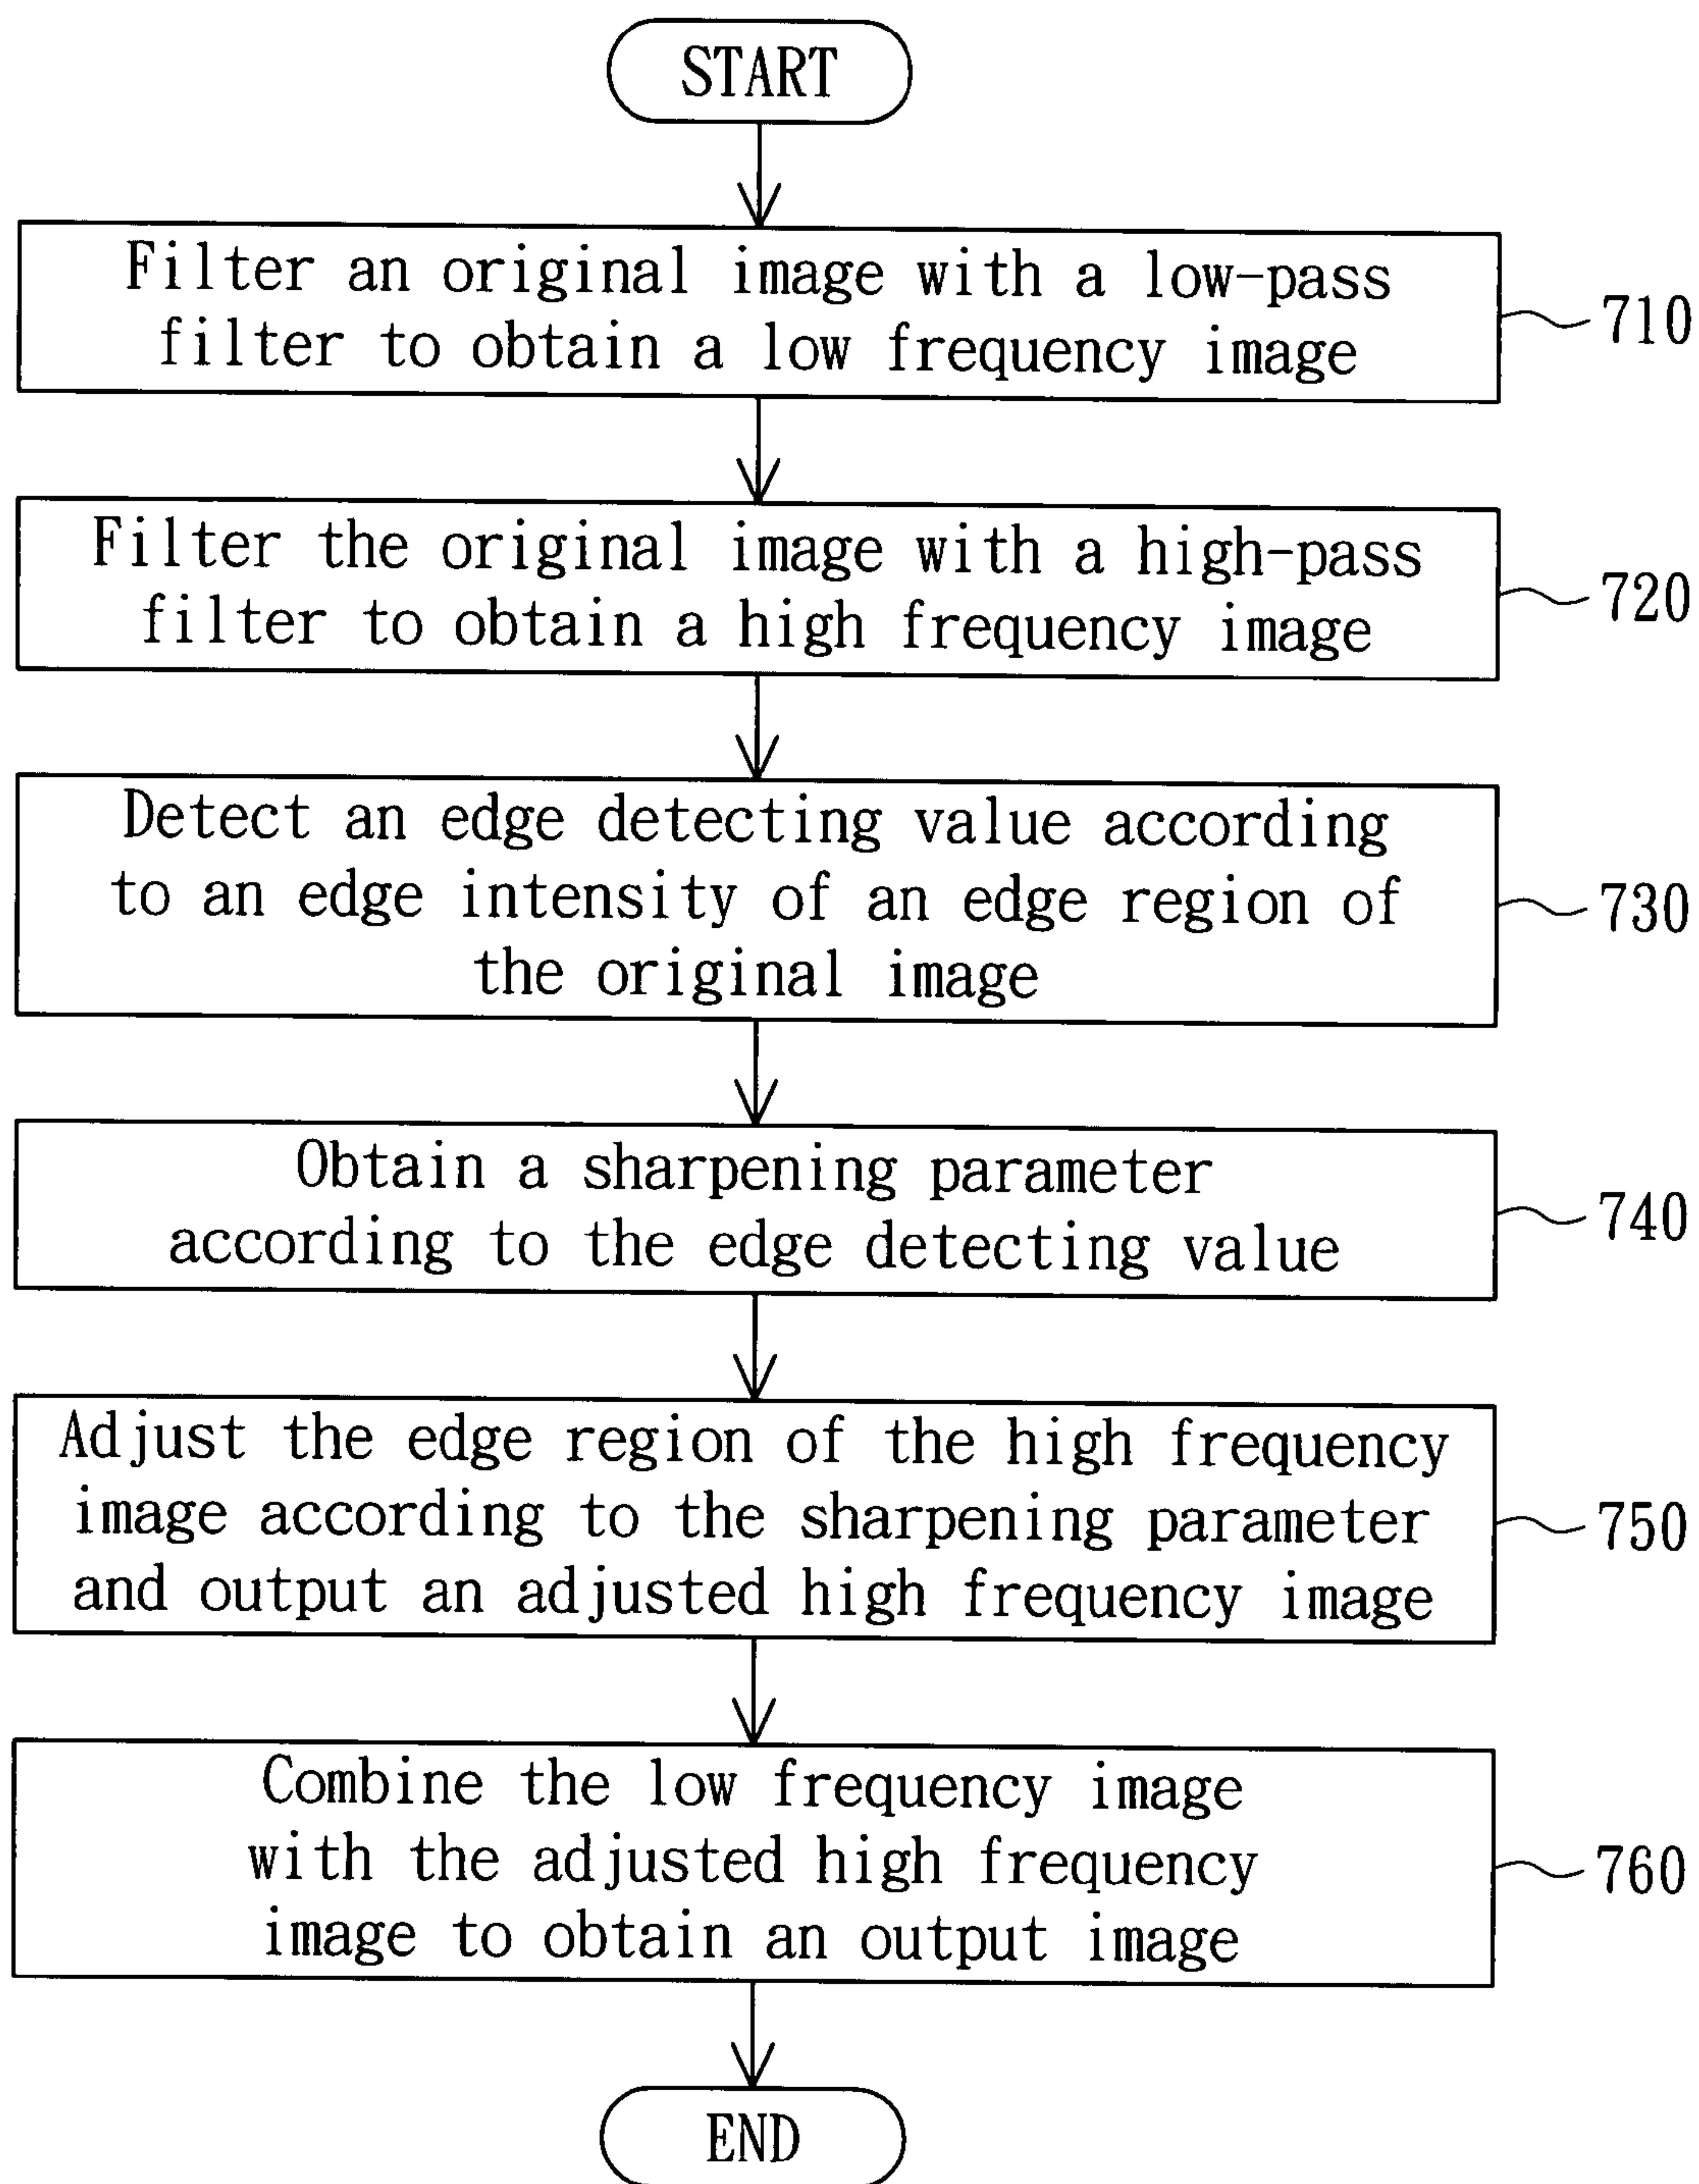 START
Filter an original image with a low-pass
filter to obtain a low frequency image
710
Filter the original image with a high-pass
filter to obtain a high frequency image
720
Detect an edge detecting value according
to an edge intensity of an edge region of
the original image
730
Obtain a sharpening parameter
according to the edge detecting value
740
Adjust the edge region of the high frequency
image according to the sharpening parameter
and output an adjusted high frequency image
750
Combine the low frequency image
with the adjusted high frequency
image to obtain an output image
760
END